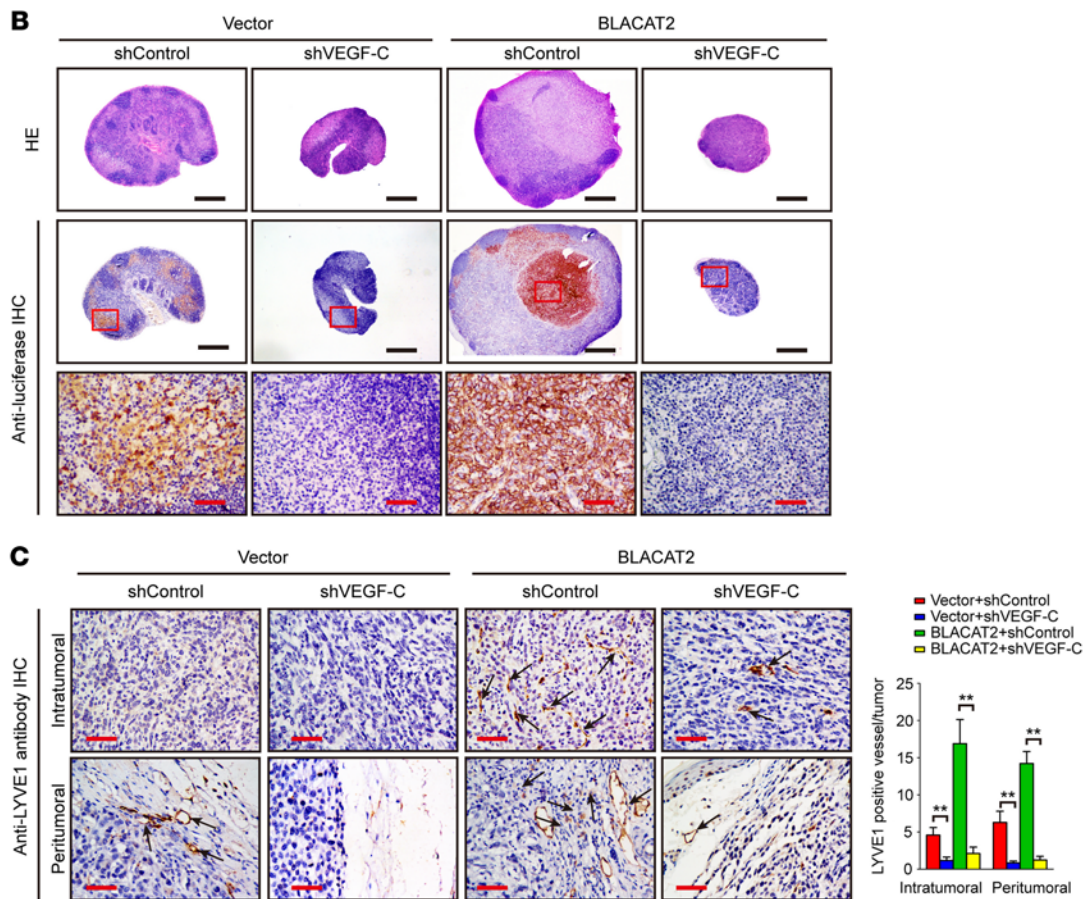 B
Vector
BLACAT2
shControl
shVEGF-C
shControl
shVEGF-C
HE
Anti-luciferase IHC
C
Vector
BLACAT2
shControl
shVEGF-C
shControl
shVEGF-C
Anti-LYVE1 antibody IHC
Intratumoral
Peritumoral
Vector+shControl
Vector+shVEGF-C
BLACAT2+shControl
BLACAT2+shVEGF-C
LYVE1 positive vessel/tumor
25
20
15
10
5
0
**
**
**
**
Intratumoral
Peritumoral